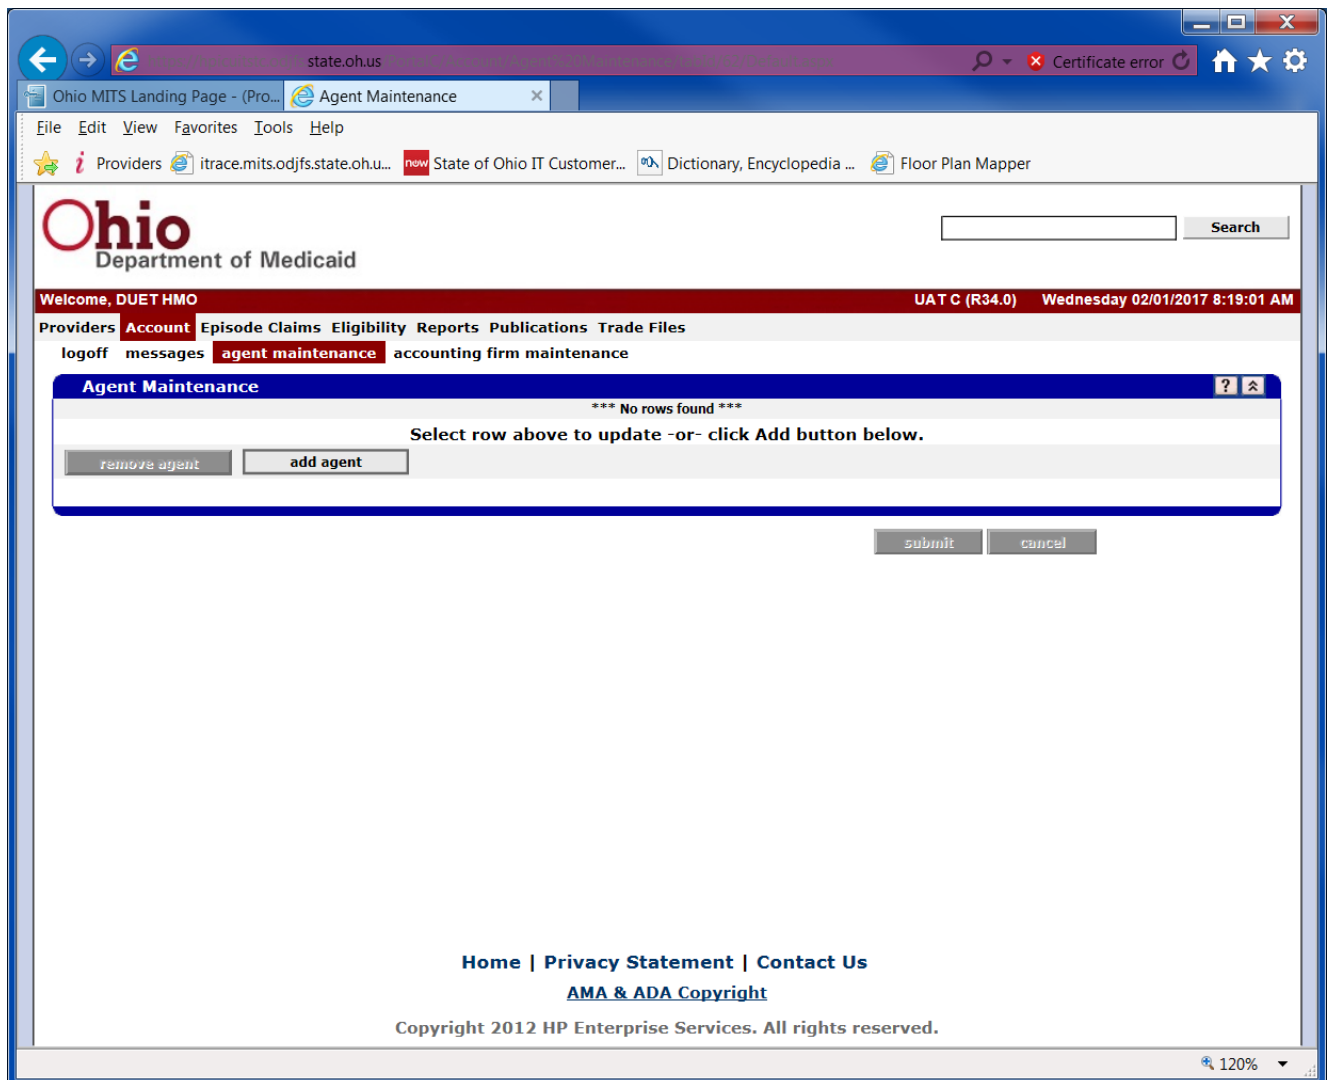 state.oh.us
Certificate error
Ohio MITS Landing Page - (Pro...
Agent Maintenance
File Edit View Favorites Tools Help
Providers
itrace.mits.odjfs.state.oh.u...
now State of Ohio IT Customer...
Dictionary, Encyclopedia ...
Floor Plan Mapper
Ohio
Department of Medicaid
Search
Welcome, DUET HMO
UAT C (R34.0) Wednesday 02/01/2017 8:19:01 AM
Providers Account Episode Claims Eligibility Reports Publications Trade Files
logoff messages agent maintenance accounting firm maintenance
Agent Maintenance
?
*** No rows found ***
Select row above to update -or- click Add button below.
remove agent
add agent
submit
cancel
Home | Privacy Statement | Contact Us
AMA & ADA Copyright
Copyright 2012 HP Enterprise Services. All rights reserved.
120%